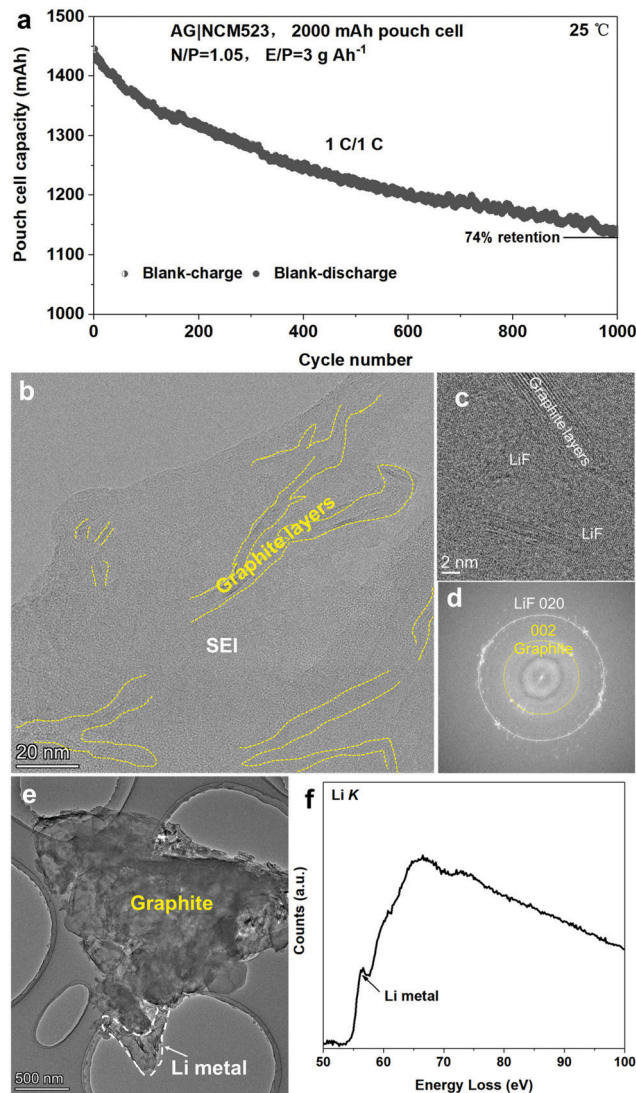 a
AG|NCM523, 2000 mAh pouch cell
25 ℃
N/P=1.05, E/P=3 g Ah⁻¹
1 C/1 C
74% retention
Blank-charge
Blank-discharge
Pouch cell capacity (mAh)
1500
1400
1300
1200
1100
1000
0
200
400
600
800
1000
Cycle number
b
Graphite layers
SEI
20 nm
c
Graphite layers
LiF
LiF
2 nm
d
LiF 020
002
Graphite
e
Graphite
Li metal
500 nm
f
Li K
Li metal
Counts (a.u.)
50
60
70
80
90
100
Energy Loss (eV)